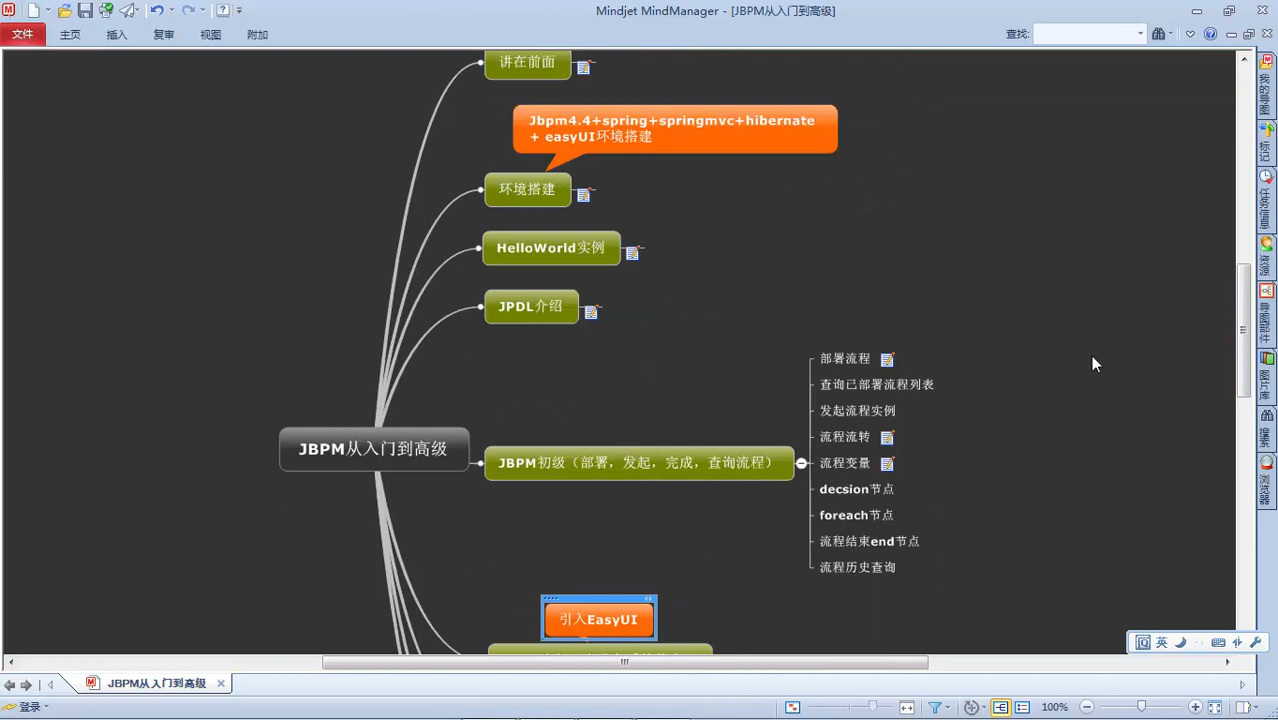 Mindjet MindManager - [JBPM从入门到高级]
文件
主页
插入
复审
视图
附加
查找:
讲在前面
Jbpm4.4+spring+springmvc+hibernate
+ easyUI环境搭建
环境搭建
HelloWorld实例
JPDL介绍
JBPM从入门到高级
JBPM初级（部署，发起，完成，查询流程）
部署流程
查询已部署流程列表
发起流程实例
流程流转
流程变量
decsion节点
foreach节点
流程结束end节点
流程历史查询
引入EasyUI
我的导图
标记
任务信息
资源
导图部件
图片库
搜索
浏览器
英
JBPM从入门到高级
登录
100%